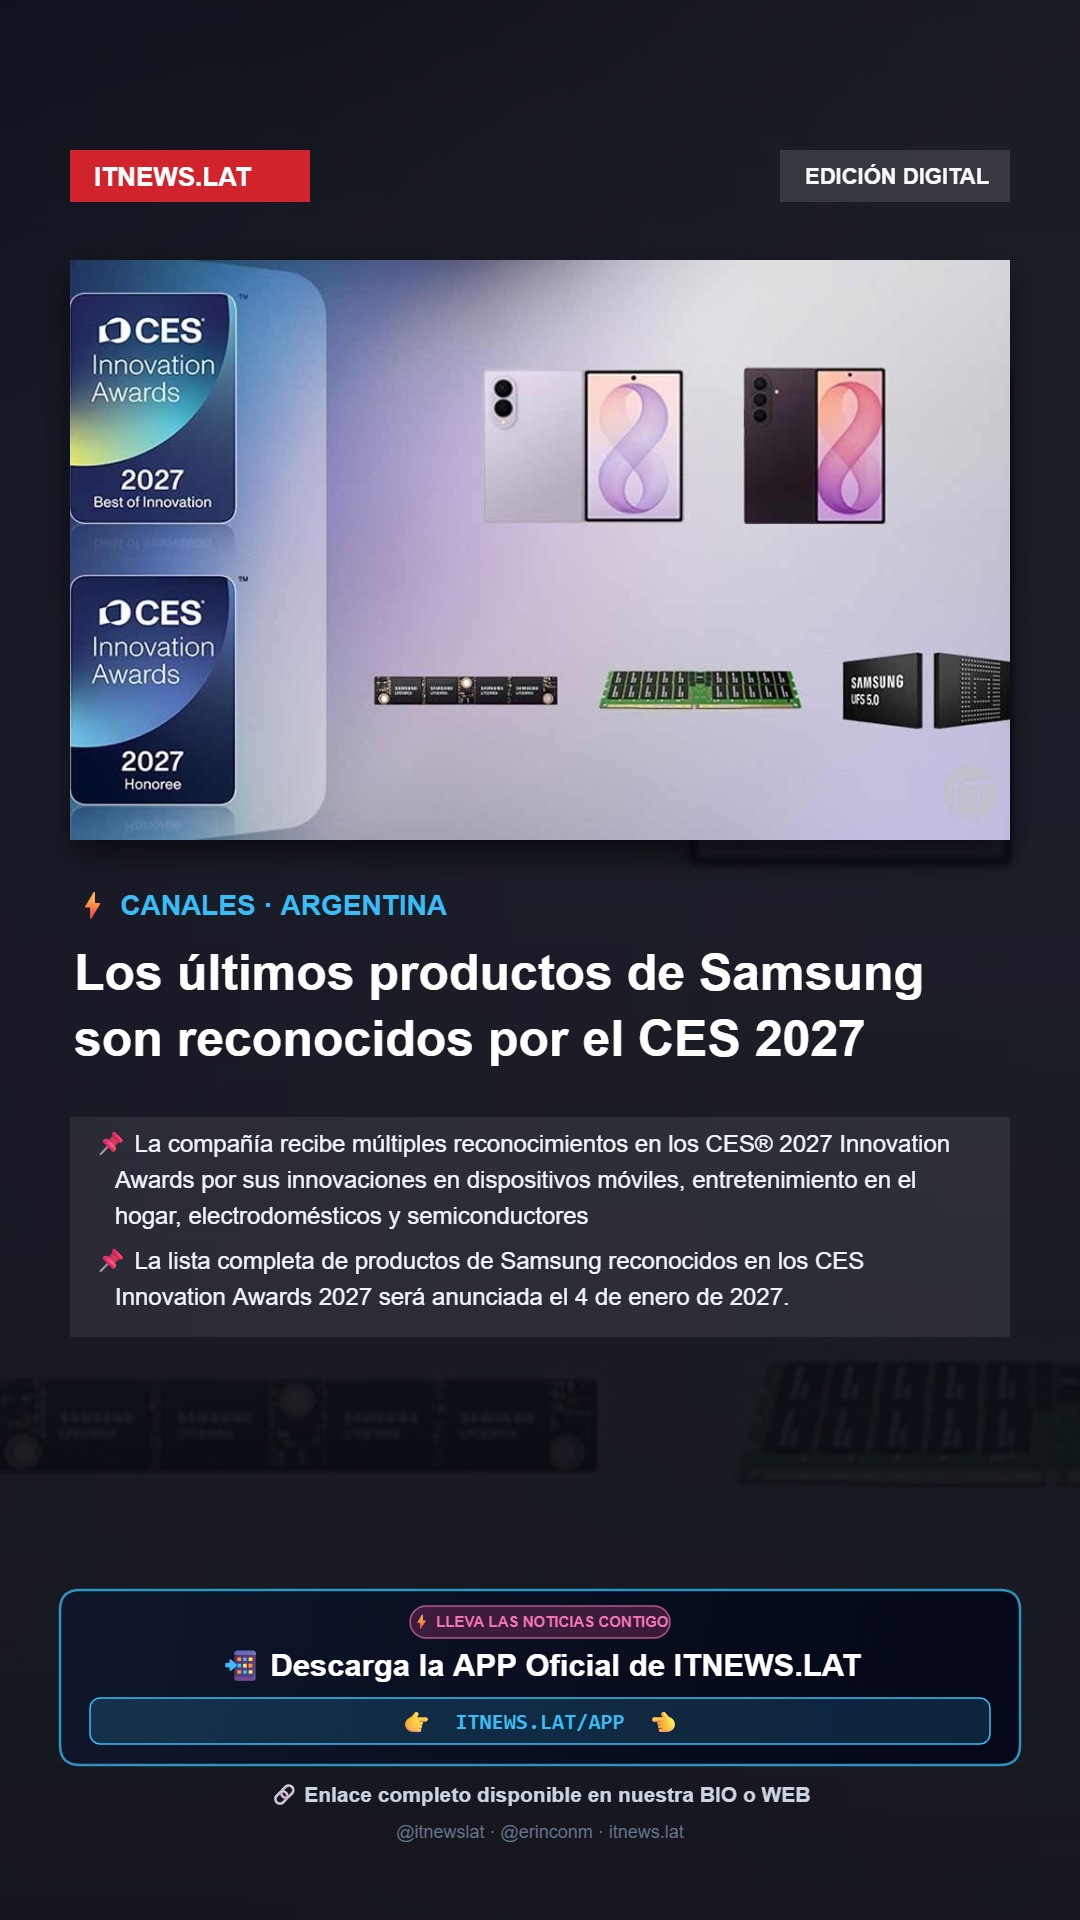 ITNEWS.LAT
EDICIÓN DIGITAL
CES
Innovation
Awards
2027
Best of Innovation
CES
Innovation
Awards
2027
Honoree
SAMSUNG
UFS 5.0
CANALES · ARGENTINA
Los últimos productos de Samsung
son reconocidos por el CES 2027
La compañía recibe múltiples reconocimientos en los CES® 2027 Innovation
Awards por sus innovaciones en dispositivos móviles, entretenimiento en el
hogar, electrodomésticos y semiconductores
La lista completa de productos de Samsung reconocidos en los CES
Innovation Awards 2027 será anunciada el 4 de enero de 2027.
LLEVA LAS NOTICIAS CONTIGO
Descarga la APP Oficial de ITNEWS.LAT
ITNEWS.LAT/APP
Enlace completo disponible en nuestra BIO o WEB
@itnewslat · @erinconm · itnews.lat